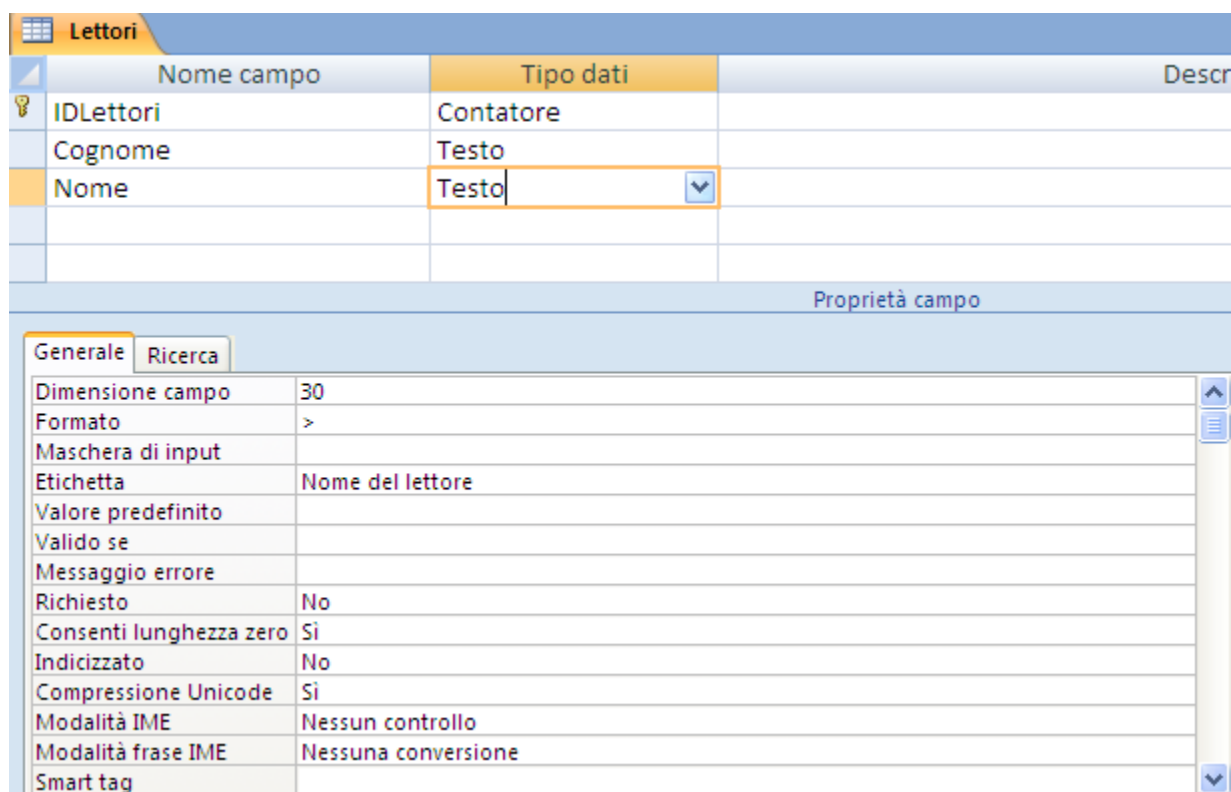 Lettori
Nome campo Tipo dati Descr
IDLettori Contatore
Cognome Testo
Nome Testo
Proprietà campo
Generale Ricerca
Dimensione campo 30
Formato >
Maschera di input
Etichetta Nome del lettore
Valore predefinito
Valido se
Messaggio errore
Richiesto No
Consenti lunghezza zero Sì
Indicizzato No
Compressione Unicode Sì
Modalità IME Nessun controllo
Modalità frase IME Nessuna conversione
Smart tag